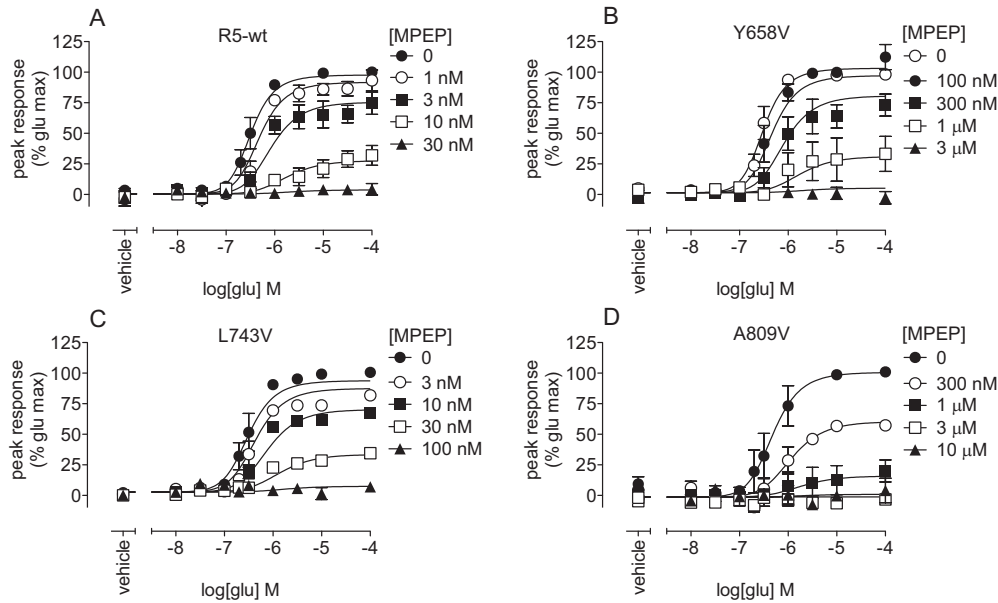 A
R5-wt
[MPEP]
0
1 nM
3 nM
10 nM
30 nM
125
100
75
50
25
0
peak response
(% glu max)
vehicle
-8
-7
-6
-5
-4
log[glu] M
B
Y658V
[MPEP]
0
100 nM
300 nM
1 μM
3 μM
125
100
75
50
25
0
peak response
(% glu max)
vehicle
-8
-7
-6
-5
-4
log[glu] M
C
L743V
[MPEP]
0
3 nM
10 nM
30 nM
100 nM
125
100
75
50
25
0
peak response
(% glu max)
vehicle
-8
-7
-6
-5
-4
log[glu] M
D
A809V
[MPEP]
0
300 nM
1 μM
3 μM
10 μM
125
100
75
50
25
0
peak response
(% glu max)
vehicle
-8
-7
-6
-5
-4
log[glu] M